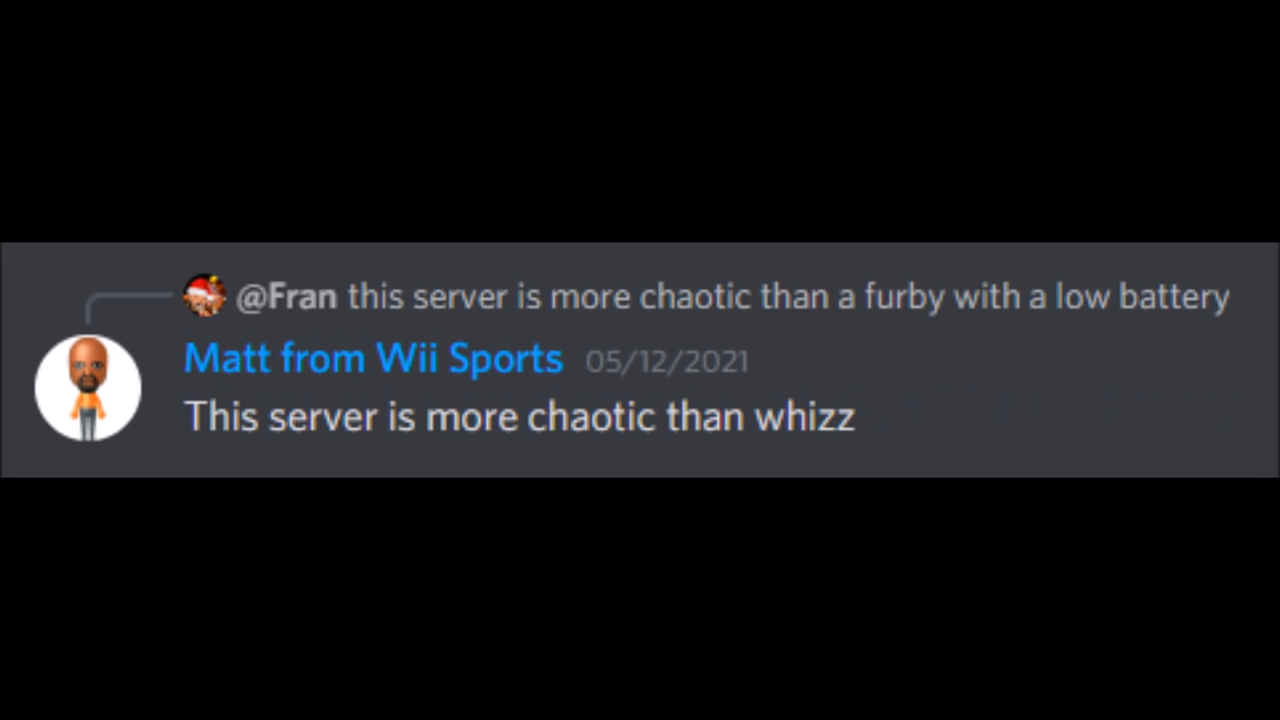 @Fran this server is more chaotic than a furby with a low battery
Matt from Wii Sports 05/12/2021
This server is more chaotic than whizz